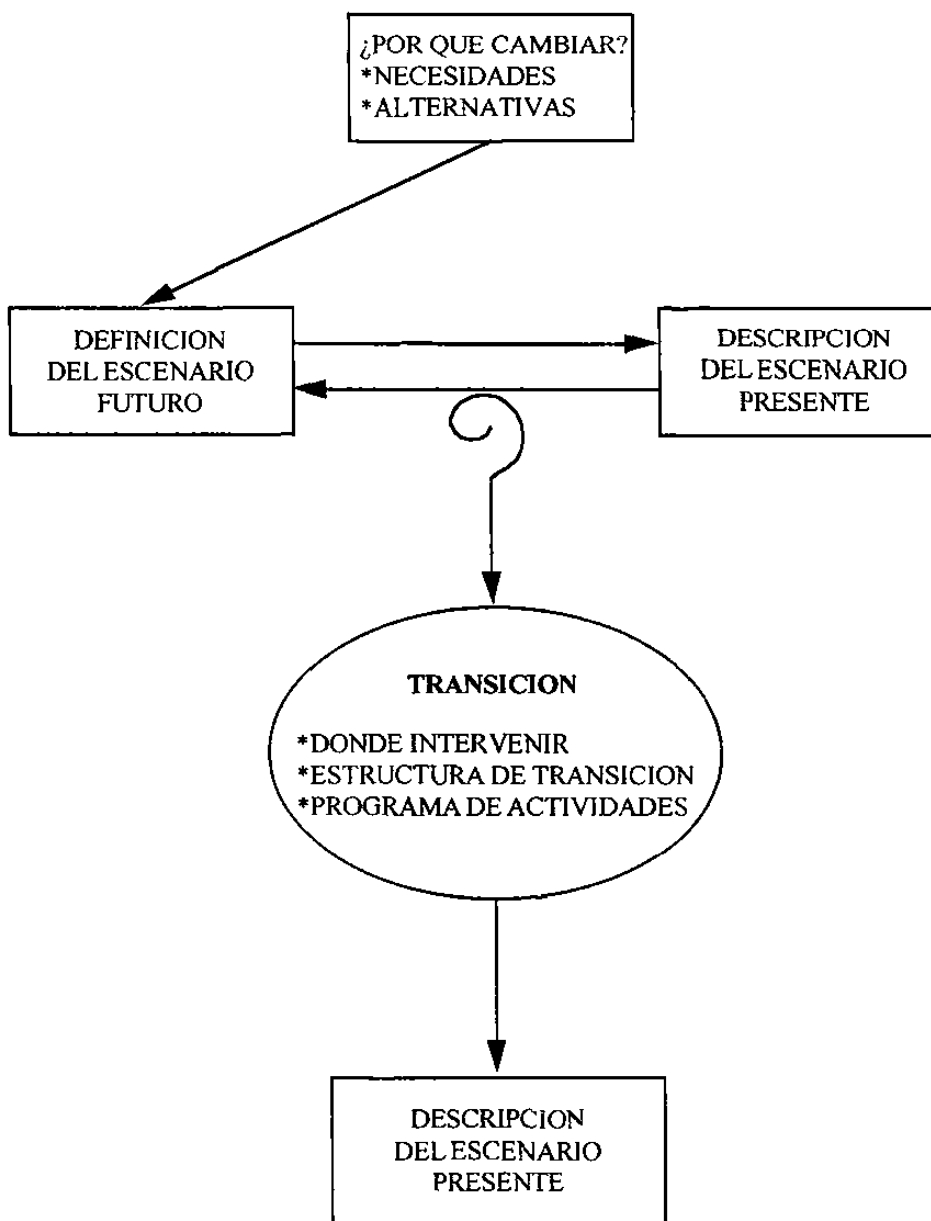 ¿POR QUE CAMBIAR?
*NECESIDADES
*ALTERNATIVAS
DEFINICION
DEL ESCENARIO
FUTURO
DESCRIPCION
DEL ESCENARIO
PRESENTE
TRANSICION
*DONDE INTERVENIR
*ESTRUCTURA DE TRANSICION
*PROGRAMA DE ACTIVIDADES
DESCRIPCION
DEL ESCENARIO
PRESENTE